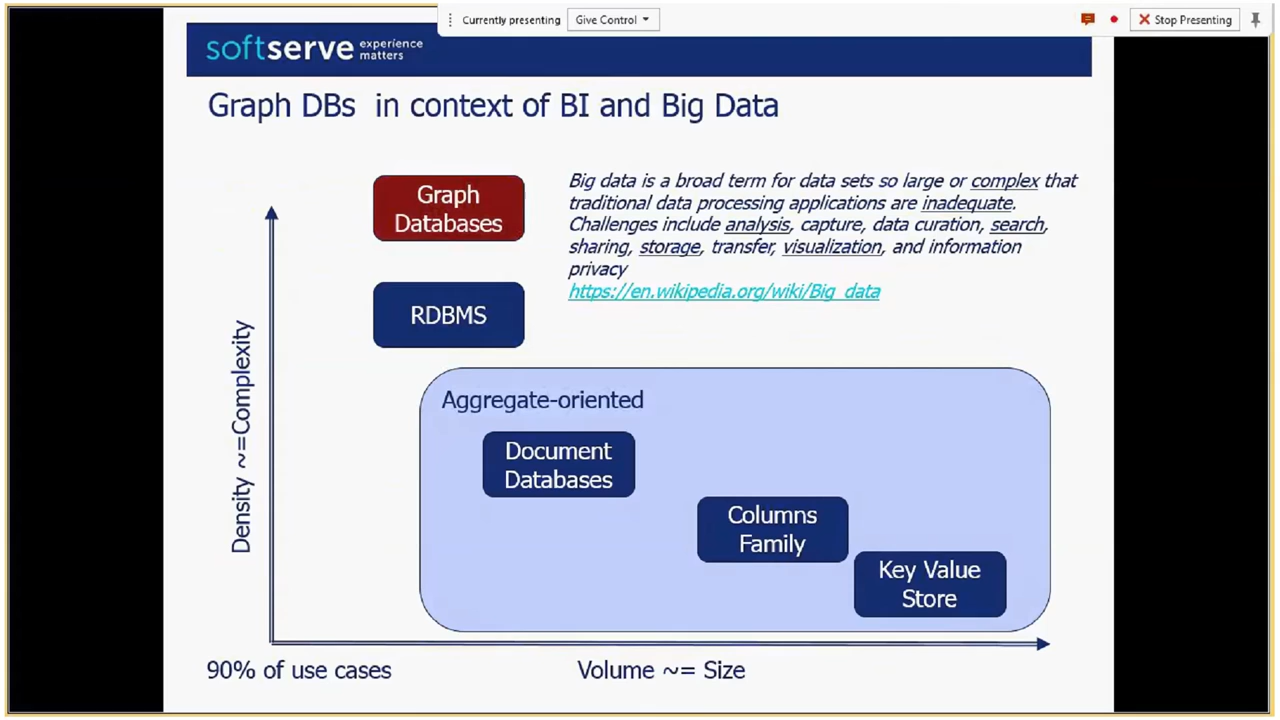 Currently presenting
Give Control
Stop Presenting
softserve experience matters
Graph DBs in context of BI and Big Data
Graph
Databases
Big data is a broad term for data sets so large or complex that
traditional data processing applications are inadequate.
Challenges include analysis, capture, data curation, search,
sharing, storage, transfer, visualization, and information
privacy
https://en.wikipedia.org/wiki/Big_data
RDBMS
Density ~=Complexity
Aggregate-oriented
Document
Databases
Columns
Family
Key Value
Store
90% of use cases
Volume ~= Size